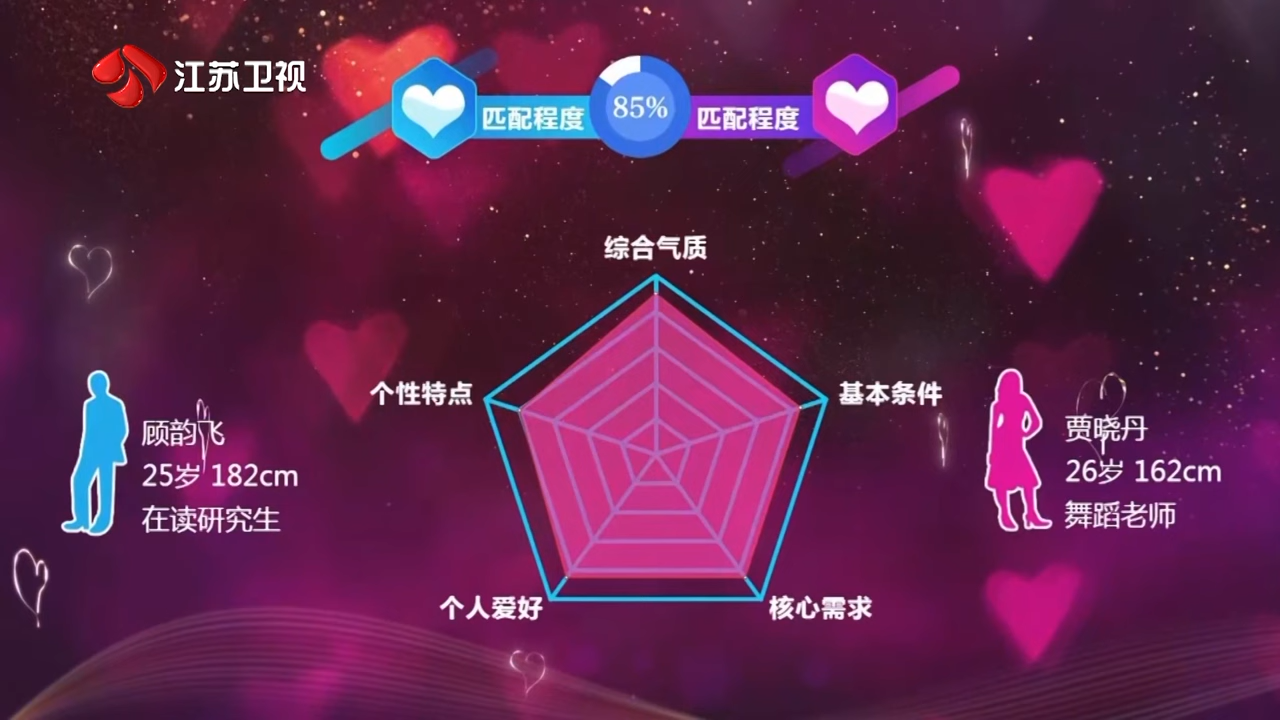 江苏卫视
匹配程度
85%
匹配程度
综合气质
个性特点
基本条件
顾韵飞
25岁 182cm
在读研究生
贾晓丹
26岁 162cm
舞蹈老师
个人爱好
核心需求